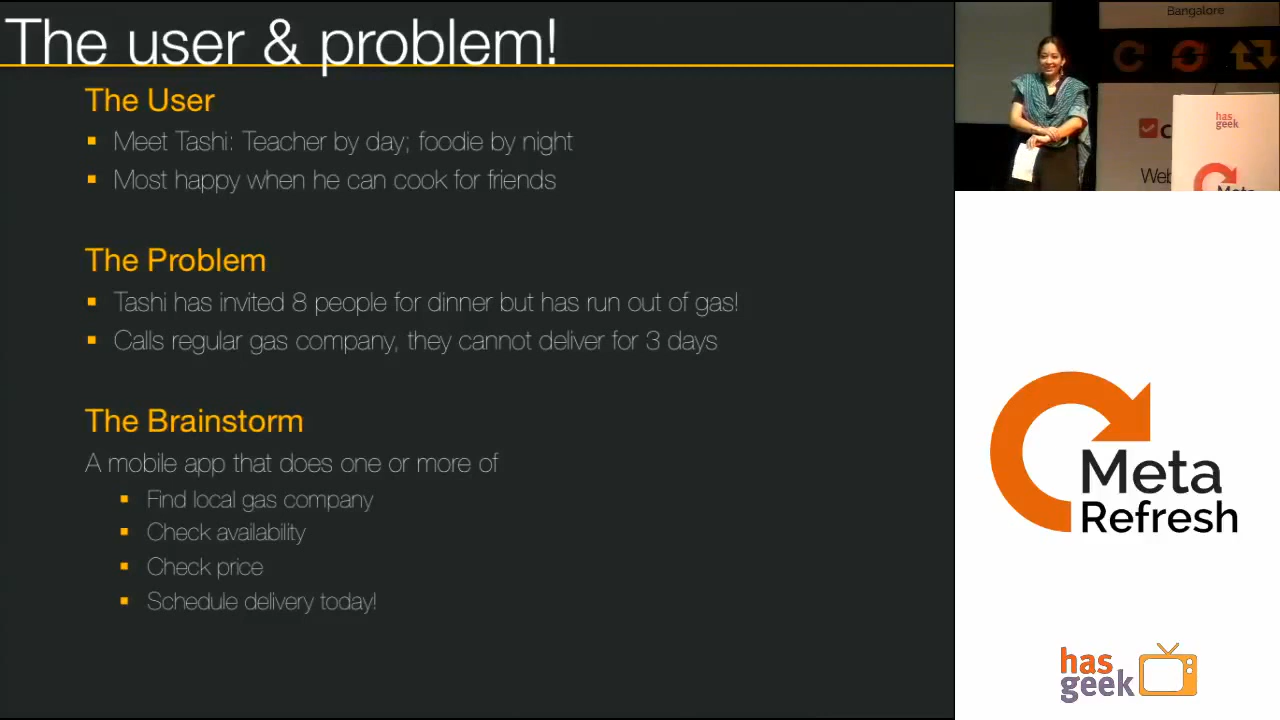 The user & problem!
The User
Meet Tashi: Teacher by day; foodie by night
Most happy when he can cook for friends
The Problem
Tashi has invited 8 people for dinner but has run out of gas!
Calls regular gas company, they cannot deliver for 3 days
The Brainstorm
A mobile app that does one or more of
Find local gas company
Check availability
Check price
Schedule delivery today!
Bangalore
has
geek
Meta
Refresh
has
geek